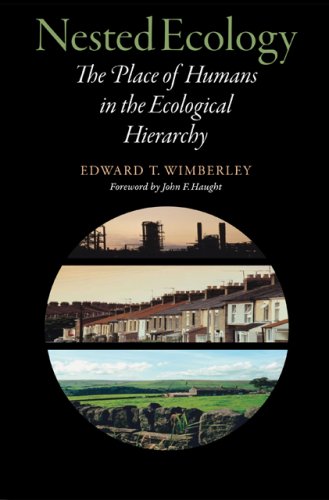 Nested Ecology
The Place of Humans
in the Ecological
Hierarchy
EDWARD T. WIMBERLEY
Foreword by John F. Haught